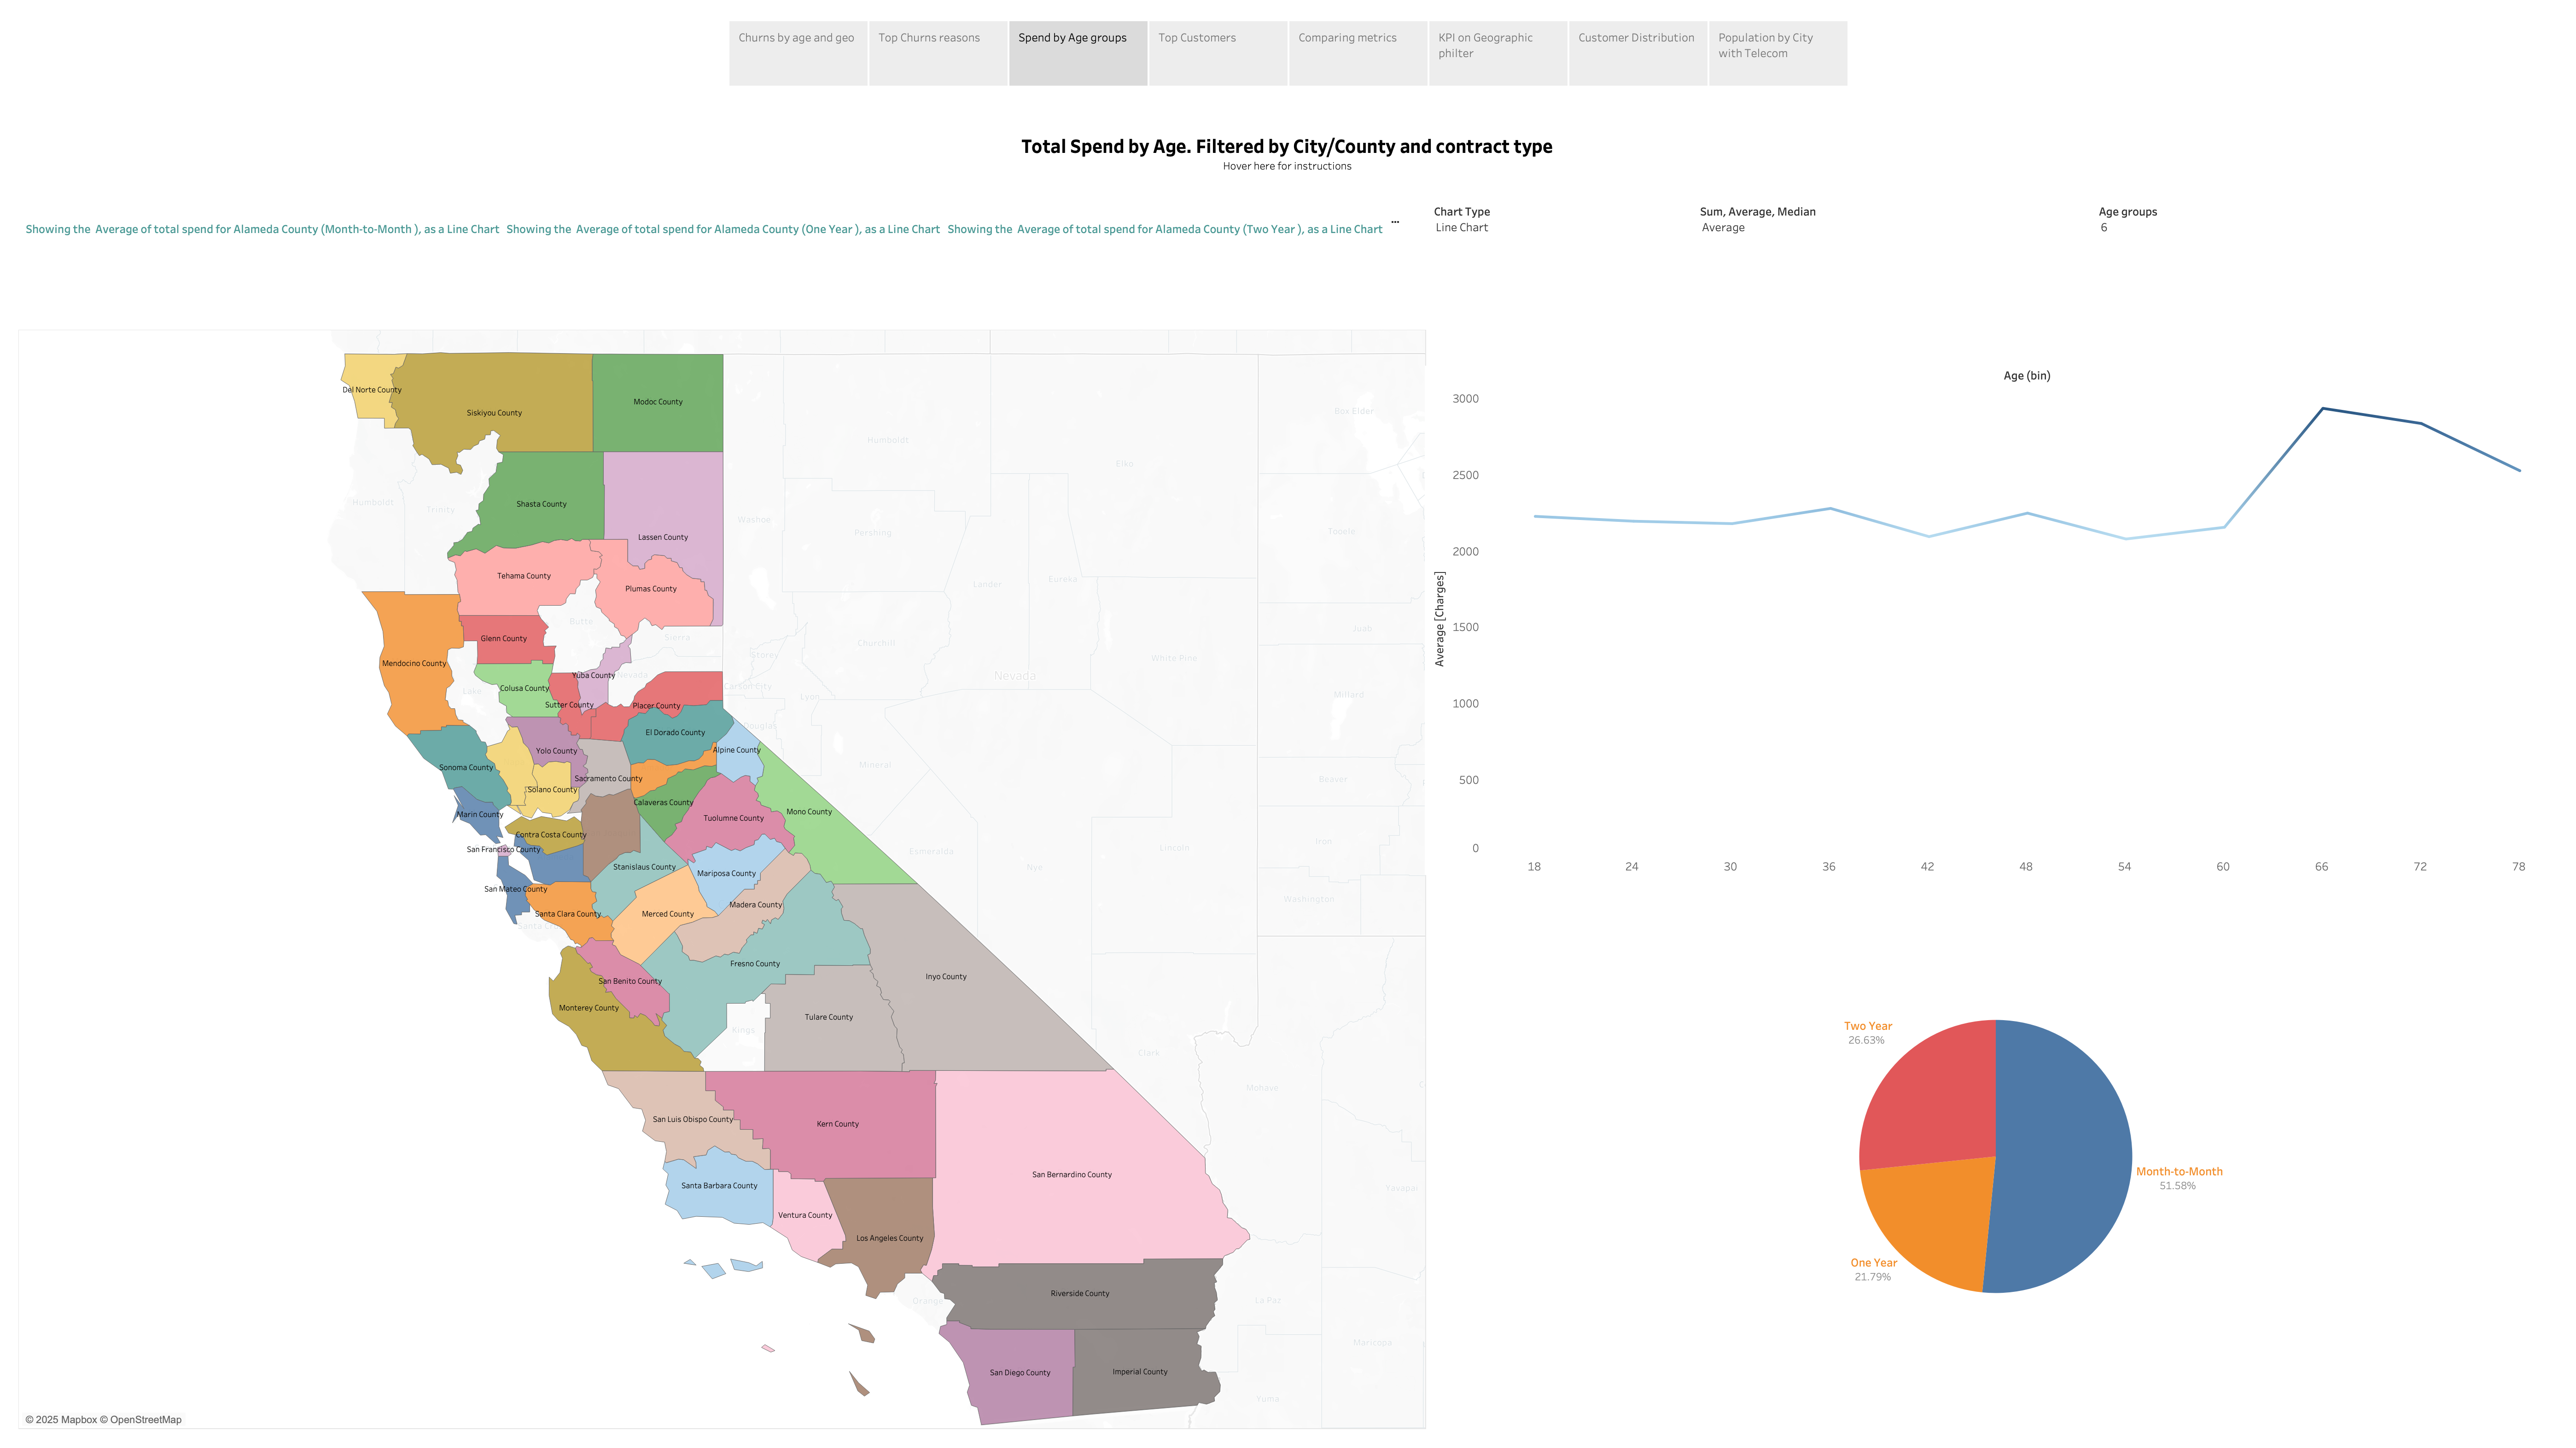 Churns by age and geo
Top Churns reasons
Spend by Age groups
Top Customers
Comparing metrics
KPI on Geographic
philter
Customer Distribution
Population by City
with Telecom
Total Spend by Age. Filtered by City/County and contract type
Hover here for instructions
Showing the Average of total spend for Alameda County (Month-to-Month ), as a Line Chart
Showing the Average of total spend for Alameda County (One Year ), as a Line Chart
Showing the Average of total spend for Alameda County (Two Year ), as a Line Chart
...
Chart Type
Line Chart
Sum, Average, Median
Average
Age groups
6
Del Norte County
Siskiyou County
Modoc County
Box Elder
Humboldt
Elko
Humboldt
Trinity
Shasta County
Lassen County
Washoe
Pershing
Tooele
Tehama County
Plumas County
Lander
Eureka
Butte
Sierra
Glenn County
Churchill
Juab
Mendocino County
Storey
White Pine
Colusa County
Yuba County
Nevada
Nevada
Lake
Carson City
Lyon
Millard
Sutter County
Placer County
Douglas
El Dorado County
Yolo County
Alpine County
Sonoma County
Sacramento County
Mineral
Beaver
Solano County
Calaveras County
Mono County
Marin County
Tuolumne County
Contra Costa County
San Francisco County
Esmeralda
Nye
Lincoln
Iron
Stanislaus County
Mariposa County
San Mateo County
Santa Clara County
Merced County
Madera County
Washington
Fresno County
San Benito County
Inyo County
Monterey County
Tulare County
Kings
Clark
Mohave
San Luis Obispo County
Kern County
San Bernardino County
Santa Barbara County
Yavapai
Ventura County
Los Angeles County
Orange
Riverside County
La Paz
Maricopa
San Diego County
Imperial County
Yuma
© 2025 Mapbox © OpenStreetMap
Age (bin)
Average [Charges]
3000
2500
2000
1500
1000
500
0
18
24
30
36
42
48
54
60
66
72
78
Two Year
26.63%
Month-to-Month
51.58%
One Year
21.79%